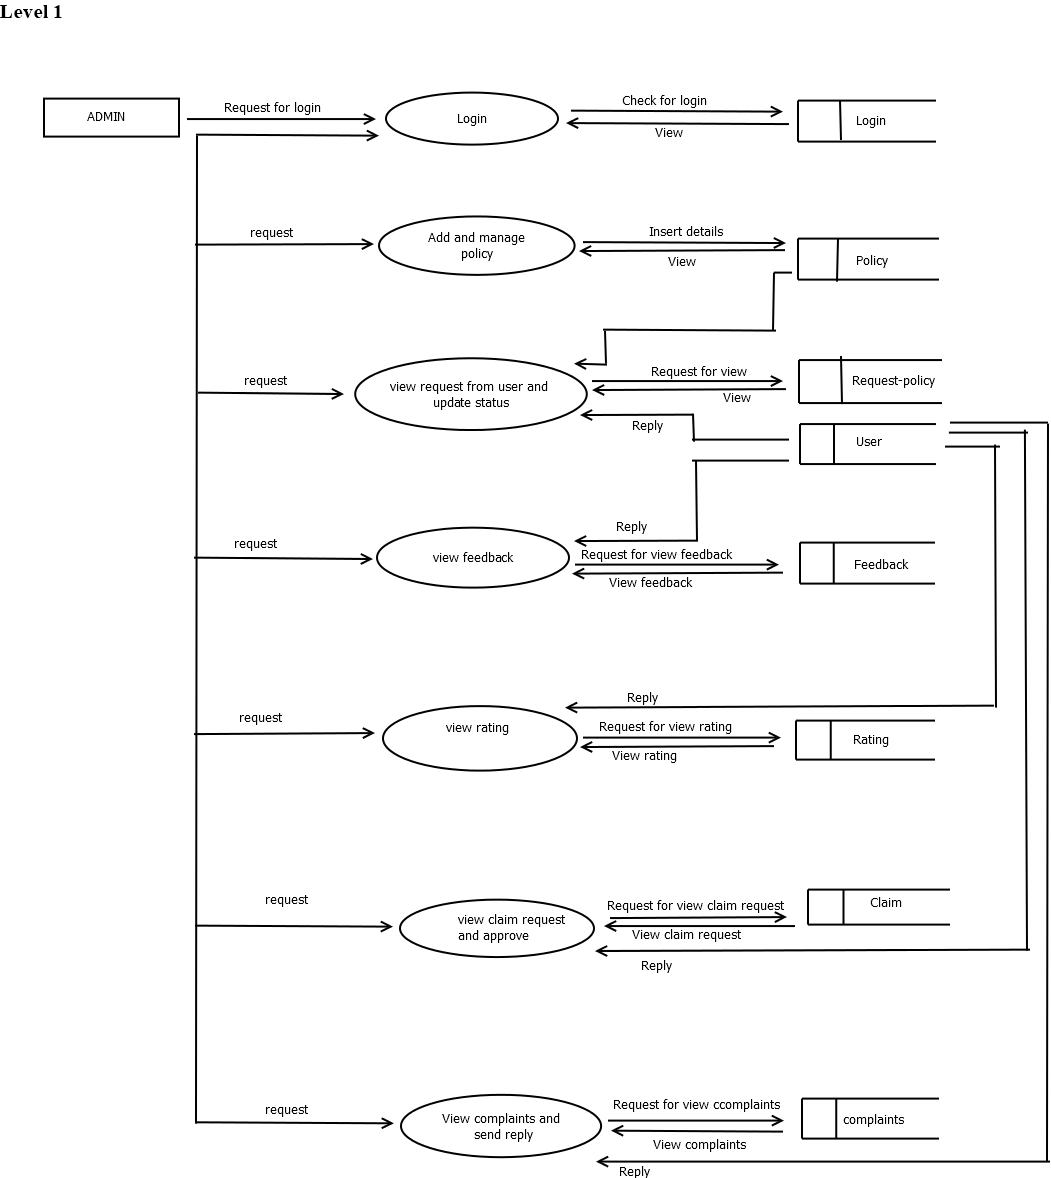 Level 1
ADMIN
Request for login
Login
Check for login
View
Login
request
Add and manage
policy
Insert details
View
Policy
request
view request from user and
update status
Request for view
View
Request-policy
Reply
User
request
view feedback
Reply
Request for view feedback
View feedback
Feedback
request
view rating
Reply
Request for view rating
View rating
Rating
request
view claim request
and approve
Request for view claim request
View claim request
Claim
Reply
request
View complaints and
send reply
Request for view ccomplaints
View complaints
complaints
Reply